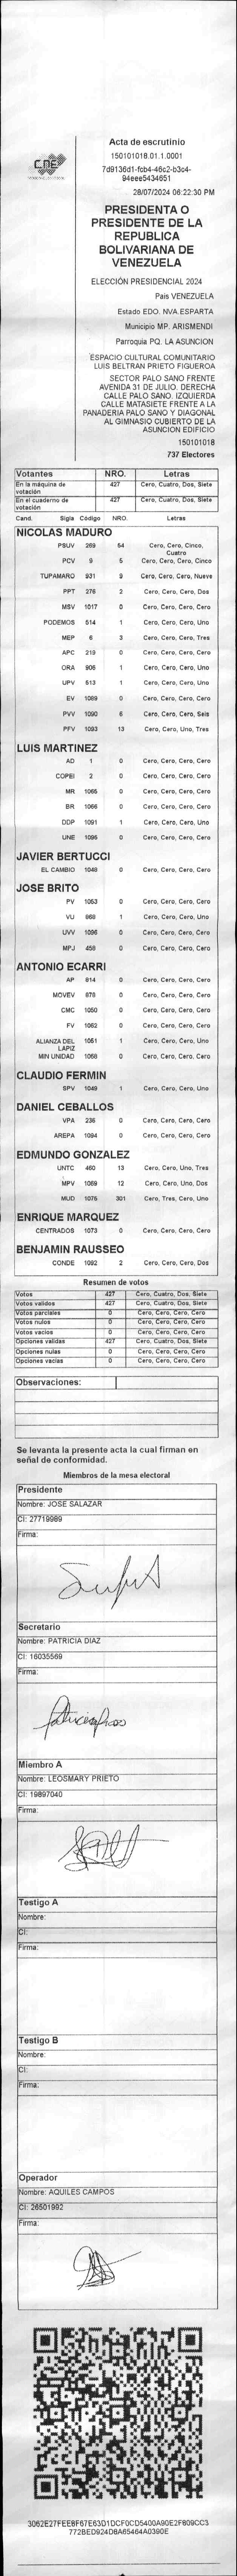 CNE
Acta de escrutinio
150101018.01.1.0001
28/07/2024 06:22:30 PM
PRESIDENTA O
PRESIDENTE DE LA
REPUBLICA
BOLIVARIANA DE
VENEZUELA
ELECCIÓN PRESIDENCIAL 2024
Pais VENEZUELA
Estado EDO. NVA.ESPARTA
Municipio MP. ARISMENDI
Parroquia PQ. LA ASUNCION
ESPACIO CULTURAL COMUNITARIO
LUIS BELTRAN PRIETO FIGUEROA
SECTOR PALO SANO. FRENTE
AVENIDA 31 DE JULIO. DERECHA
CALLE PALO SANO. IZQUIERDA
CALLE MATASIETE FRENTE A LA
PANADERIA PALO SANO Y DIAGONAL
AL GIMNASIO CUBIERTO DE LA
ASUNCION EDIFICIO
150101018
737 Electores
Votantes NRO. Letras
En la máquina de votación 427 Cero, Cuatro, Dos, Siete
En el cuaderno de votación 427 Cero, Cuatro, Dos, Siete
Cand. Sigla Código NRO. Letras
NICOLAS MADURO
PSUV 269 54 Cero, Cero, Cinco, Cuatro
PCV 9 5 Cero, Cero, Cero, Cinco
TUPAMARO 931 9 Cero, Cero, Cero, Nueve
PPT 276 2 Cero, Cero, Cero, Dos
MSV 1017 0 Cero, Cero, Cero, Cero
PODEMOS 514 1 Cero, Cero, Cero, Uno
MEP 6 3 Cero, Cero, Cero, Tres
APC 219 0 Cero, Cero, Cero, Cero
ORA 906 1 Cero, Cero, Cero, Uno
UPV 513 1 Cero, Cero, Cero, Uno
EV 1089 0 Cero, Cero, Cero, Cero
PVV 1090 6 Cero, Cero, Cero, Seis
PFV 1093 13 Cero, Cero, Uno, Tres
LUIS MARTINEZ
AD 1 0 Cero, Cero, Cero, Cero
COPEI 2 0 Cero, Cero, Cero, Cero
MR 1065 0 Cero, Cero, Cero, Cero
BR 1066 0 Cero, Cero, Cero, Cero
DDP 1091 1 Cero, Cero, Cero, Uno
UNE 1095 0 Cero, Cero, Cero, Cero
JAVIER BERTUCCI
EL CAMBIO 1048 0 Cero, Cero, Cero, Cero
JOSE BRITO
PV 1053 0 Cero, Cero, Cero, Cero
VU 868 1 Cero, Cero, Cero, Uno
UVV 1096 0 Cero, Cero, Cero, Cero
MPJ 458 0 Cero, Cero, Cero, Cero
ANTONIO ECARRI
AP 814 0 Cero, Cero, Cero, Cero
MOVEV 878 0 Cero, Cero, Cero, Cero
CMC 1050 0 Cero, Cero, Cero, Cero
FV 1062 0 Cero, Cero, Cero, Cero
ALIANZA DEL LAPIZ 1051 1 Cero, Cero, Cero, Uno
MIN UNIDAD 1058 0 Cero, Cero, Cero, Cero
CLAUDIO FERMIN
SPV 1049 1 Cero, Cero, Cero, Uno
DANIEL CEBALLOS
VPA 236 0 Cero, Cero, Cero, Cero
AREPA 1094 0 Cero, Cero, Cero, Cero
EDMUNDO GONZALEZ
UNTC 460 13 Cero, Cero, Uno, Tres
MPV 1069 12 Cero, Cero, Uno, Dos
MUD 1075 301 Cero, Tres, Cero, Uno
ENRIQUE MARQUEZ
CENTRADOS 1073 0 Cero, Cero, Cero, Cero
BENJAMIN RAUSSEO
CONDE 1092 2 Cero, Cero, Cero, Dos
Resumen de votos
Votos 427 Cero, Cuatro, Dos, Siete
Votos validos 427 Cero, Cuatro, Dos, Siete
Votos parciales 0 Cero, Cero, Cero, Cero
Votos nulos 0 Cero, Cero, Cero, Cero
Votos vacios 0 Cero, Cero, Cero, Cero
Opciones validas 427 Cero, Cuatro, Dos, Siete
Opciones nulas 0 Cero, Cero, Cero, Cero
Opciones vacias 0 Cero, Cero, Cero, Cero
Observaciones:
Se levanta la presente acta la cual firman en
señal de conformidad.
Miembros de la mesa electoral
Presidente
Nombre: JOSE SALAZAR
CI: 27719989
Firma:
Secretario
Nombre: PATRICIA DIAZ
CI: 16035569
Firma:
Miembro A
Nombre: LEOSMARY PRIETO
CI: 19897040
Firma:
Testigo A
Nombre:
CI:
Firma:
Testigo B
Nombre:
CI:
Firma:
Operador
Nombre: AQUILES CAMPOS
CI: 26501992
Firma: